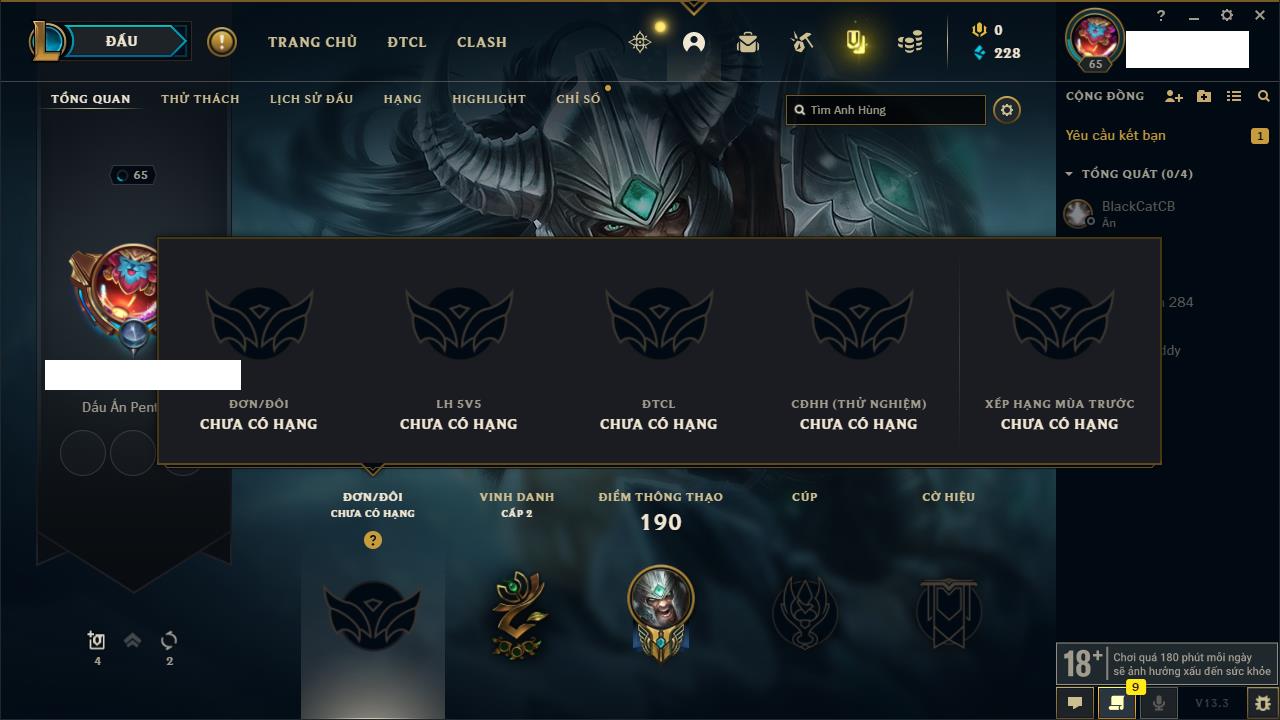 ĐẤU
TRANG CHỦ
ĐTCL
CLASH
0
228
65
TỔNG QUAN
THỬ THÁCH
LỊCH SỬ ĐẤU
HẠNG
HIGHLIGHT
CHỈ SỐ
Tìm Anh Hùng
CỘNG ĐỒNG
Yêu cầu kết bạn
1
TỔNG QUÁT (0/4)
BlackCatCB
Ẩn
284
ddy
65
Dấu Ấn Pent
ĐƠN/ĐÔI
CHƯA CÓ HẠNG
LH 5V5
CHƯA CÓ HẠNG
ĐTCL
CHƯA CÓ HẠNG
CĐHH (THỬ NGHIỆM)
CHƯA CÓ HẠNG
XẾP HẠNG MÙA TRƯỚC
CHƯA CÓ HẠNG
ĐƠN/ĐÔI
CHƯA CÓ HẠNG
?
VINH DANH
CẤP 2
ĐIỂM THÔNG THẠO
190
CÚP
CỜ HIỆU
4
2
18+
Chơi quá 180 phút mỗi ngày
sẽ ảnh hưởng xấu đến sức khỏe
9
V13.3